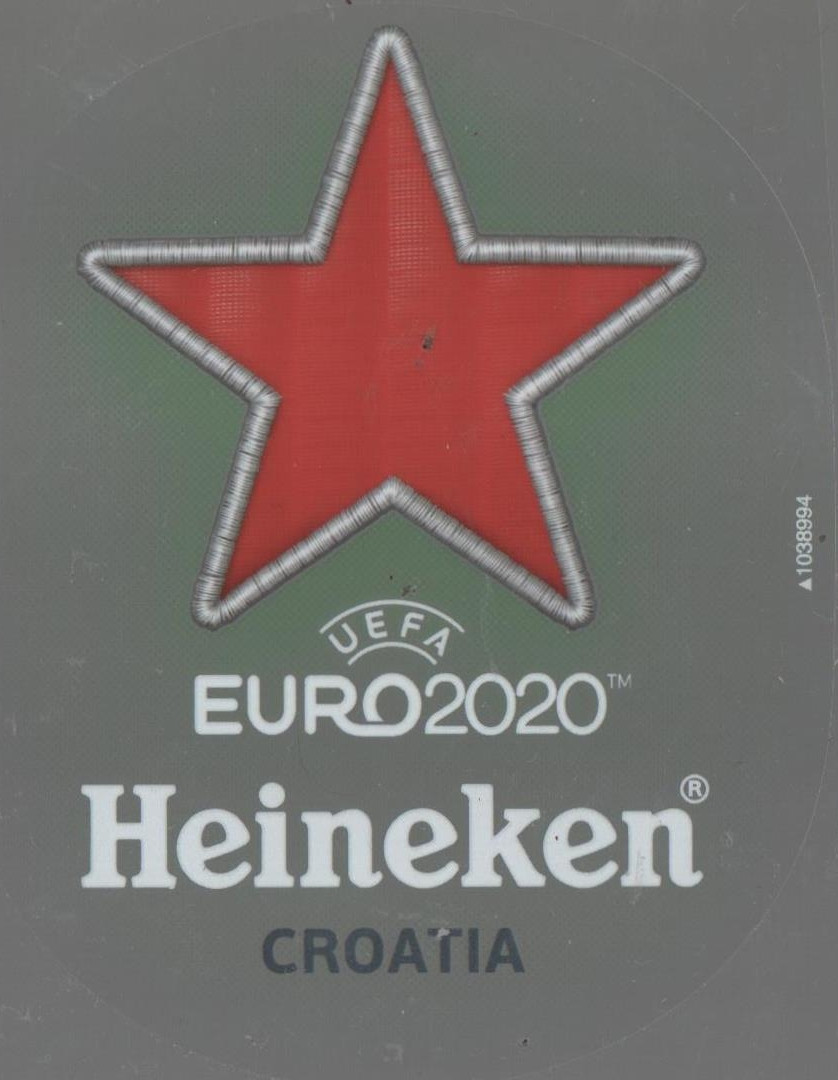 UEFA
EURO2020™
Heineken®
CROATIA
▲1038994